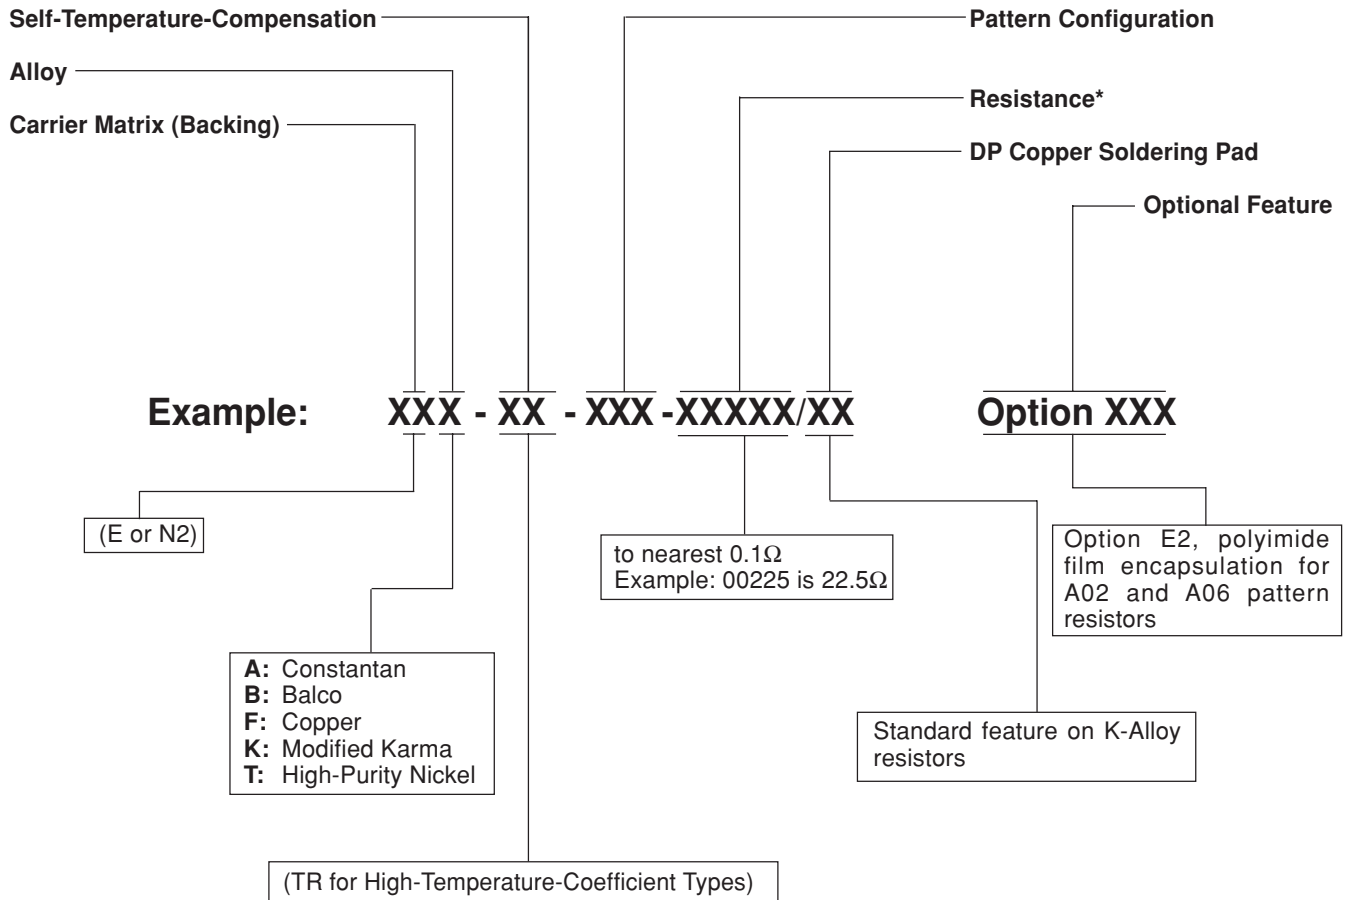 Self-Temperature-Compensation
Pattern Configuration
Alloy
Resistance*
Carrier Matrix (Backing)
DP Copper Soldering Pad
Optional Feature
Example: XXX - XX - XXX -XXXXX/XX Option XXX
(E or N2)
to nearest 0.1Ω
Example: 00225 is 22.5Ω
Option E2, polyimide
film encapsulation for
A02 and A06 pattern
resistors
A: Constantan
B: Balco
F: Copper
K: Modified Karma
T: High-Purity Nickel
Standard feature on K-Alloy
resistors
(TR for High-Temperature-Coefficient Types)